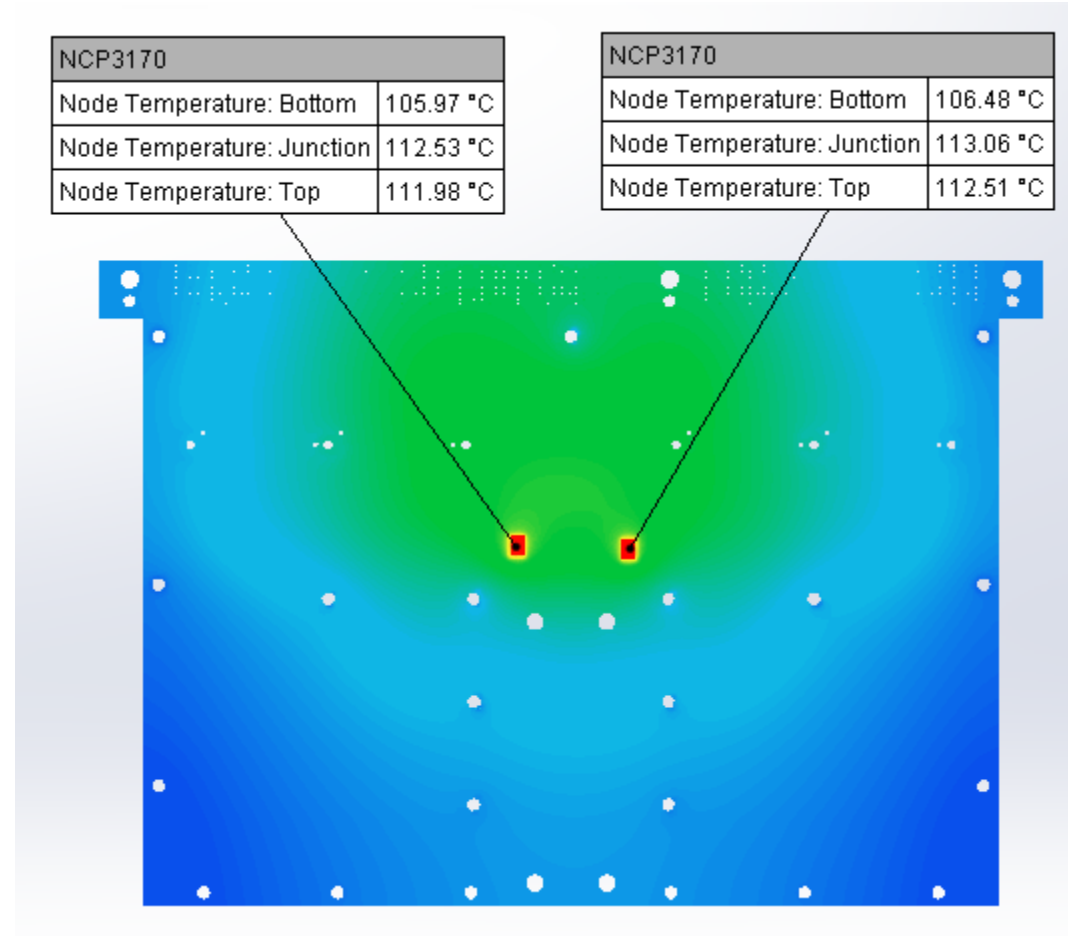 NCP3170
Node Temperature: Bottom 105.97 °C
Node Temperature: Junction 112.53 °C
Node Temperature: Top 111.98 °C
NCP3170
Node Temperature: Bottom 106.48 °C
Node Temperature: Junction 113.06 °C
Node Temperature: Top 112.51 °C